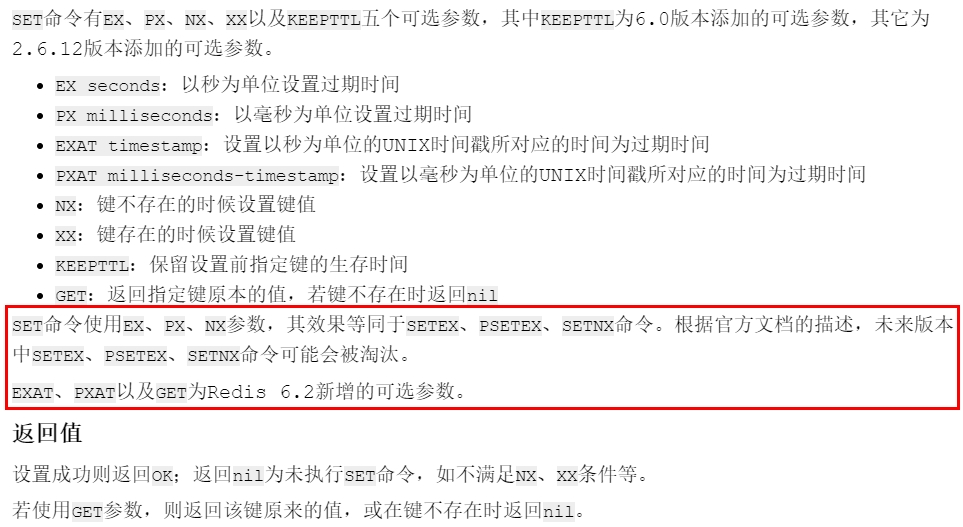 SET命令有EX、PX、NX、XX以及KEEPTTL五个可选参数，其中KEEPTTL为6.0版本添加的可选参数，其它为
2.6.12版本添加的可选参数。
• EX seconds：以秒为单位设置过期时间
• PX milliseconds：以毫秒为单位设置过期时间
• EXAT timestamp：设置以秒为单位的UNIX时间戳所对应的时间为过期时间
• PXAT milliseconds-timestamp：设置以毫秒为单位的UNIX时间戳所对应的时间为过期时间
• NX：键不存在的时候设置键值
• XX：键存在的时候设置键值
• KEEPTTL：保留设置前指定键的生存时间
• GET：返回指定键原本的值，若键不存在时返回nil
SET命令使用EX、PX、NX参数，其效果等同于SETEX、PSETEX、SETNX命令。根据官方文档的描述，未来版本
中SETEX、PSETEX、SETNX命令可能会被淘汰。
EXAT、PXAT以及GET为Redis 6.2新增的可选参数。
返回值
设置成功则返回OK；返回nil为未执行SET命令，如不满足NX、XX条件等。
若使用GET参数，则返回该键原来的值，或在键不存在时返回nil。